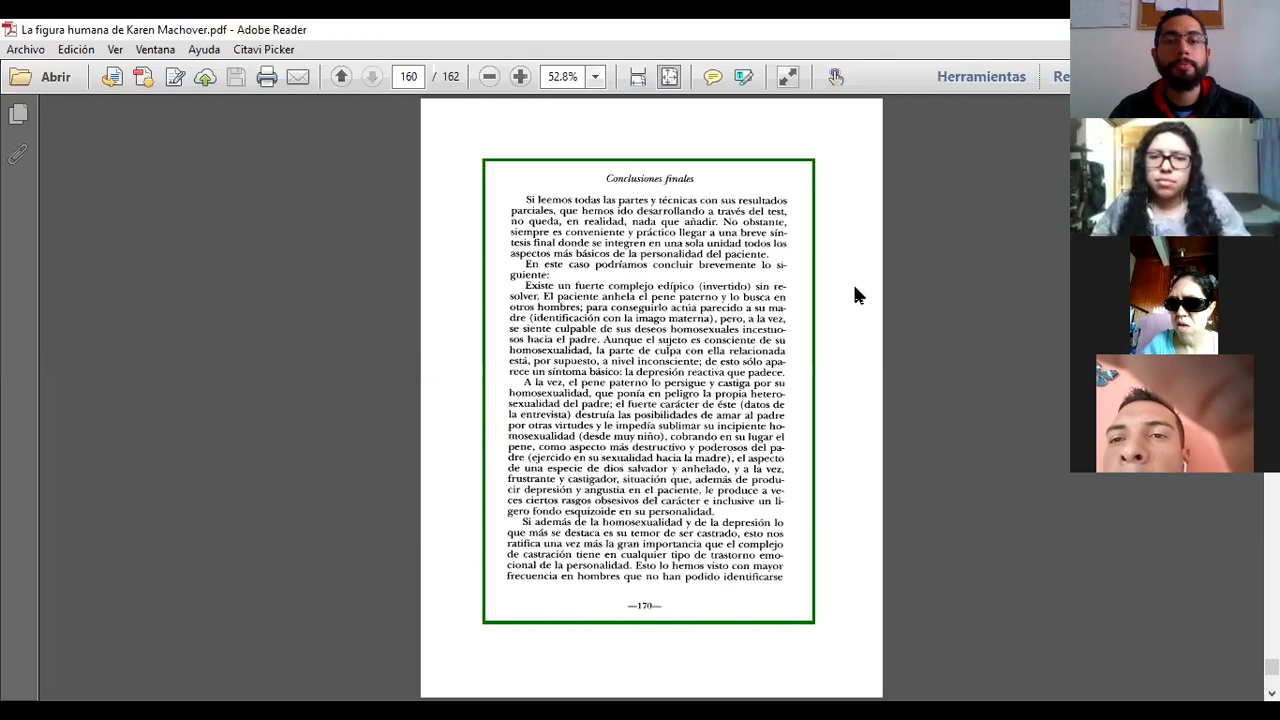 La figura humana de Karen Machover.pdf - Adobe Reader
Archivo Edición Ver Ventana Ayuda Citavi Picker
Abrir 160 / 162 52.8% Herramientas Re
Conclusiones finales
Si leemos todas las partes y técnicas con sus resultados
parciales, que hemos ido desarrollando a través del test,
no queda, en realidad, nada que añadir. No obstante,
siempre es conveniente y práctico llegar a una breve sín-
tesis final donde se integren en una sola unidad todos los
aspectos más básicos de la personalidad del paciente.
En este caso podríamos concluir brevemente lo si-
guiente:
Existe un fuerte complejo edípico (invertido) sin re-
solver. El paciente anhela el pene paterno y lo busca en
otros hombres; para conseguirlo actúa parecido a su ma-
dre (identificación con la imago materna), pero, a la vez,
se siente culpable de sus deseos homosexuales incestuo-
sos hacia el padre. Aunque el sujeto es consciente de su
homosexualidad, la parte de culpa con ella relacionada
está, por supuesto, a nivel inconsciente; de esto sólo apa-
rece un síntoma básico: la depresión reactiva que padece.
A la vez, el pene paterno lo persigue y castiga por su
homosexualidad, que ponía en peligro la propia hetero-
sexualidad del padre; el fuerte carácter de éste (datos de
la entrevista) destruía las posibilidades de amar al padre
por otras virtudes y le impedía sublimar su incipiente ho-
mosexualidad (desde muy niño), cobrando en su lugar el
pene, como aspecto más destructivo y poderosos del pa-
dre (ejercido en su sexualidad hacia la madre), el aspecto
de una especie de dios salvador y anhelado, y a la vez,
frustrante y castigador, situación que, además de produ-
cir depresión y angustia en el paciente, le produce a ve-
ces ciertos rasgos obsesivos del carácter e inclusive un li-
gero fondo esquizoide en su personalidad.
Si además de la homosexualidad y de la depresión lo
que más se destaca es su temor de ser castrado, esto nos
ratifica una vez más la gran importancia que el complejo
de castración tiene en cualquier tipo de trastorno emo-
cional de la personalidad. Esto lo hemos visto con mayor
frecuencia en hombres que no han podido identificarse
—170—